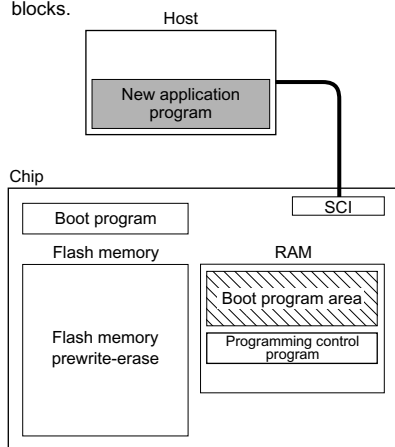 blocks.
Host
New application
program
Chip
SCI
Boot program
Flash memory
RAM
Boot program area
Flash memory
prewrite-erase
Programming control
program